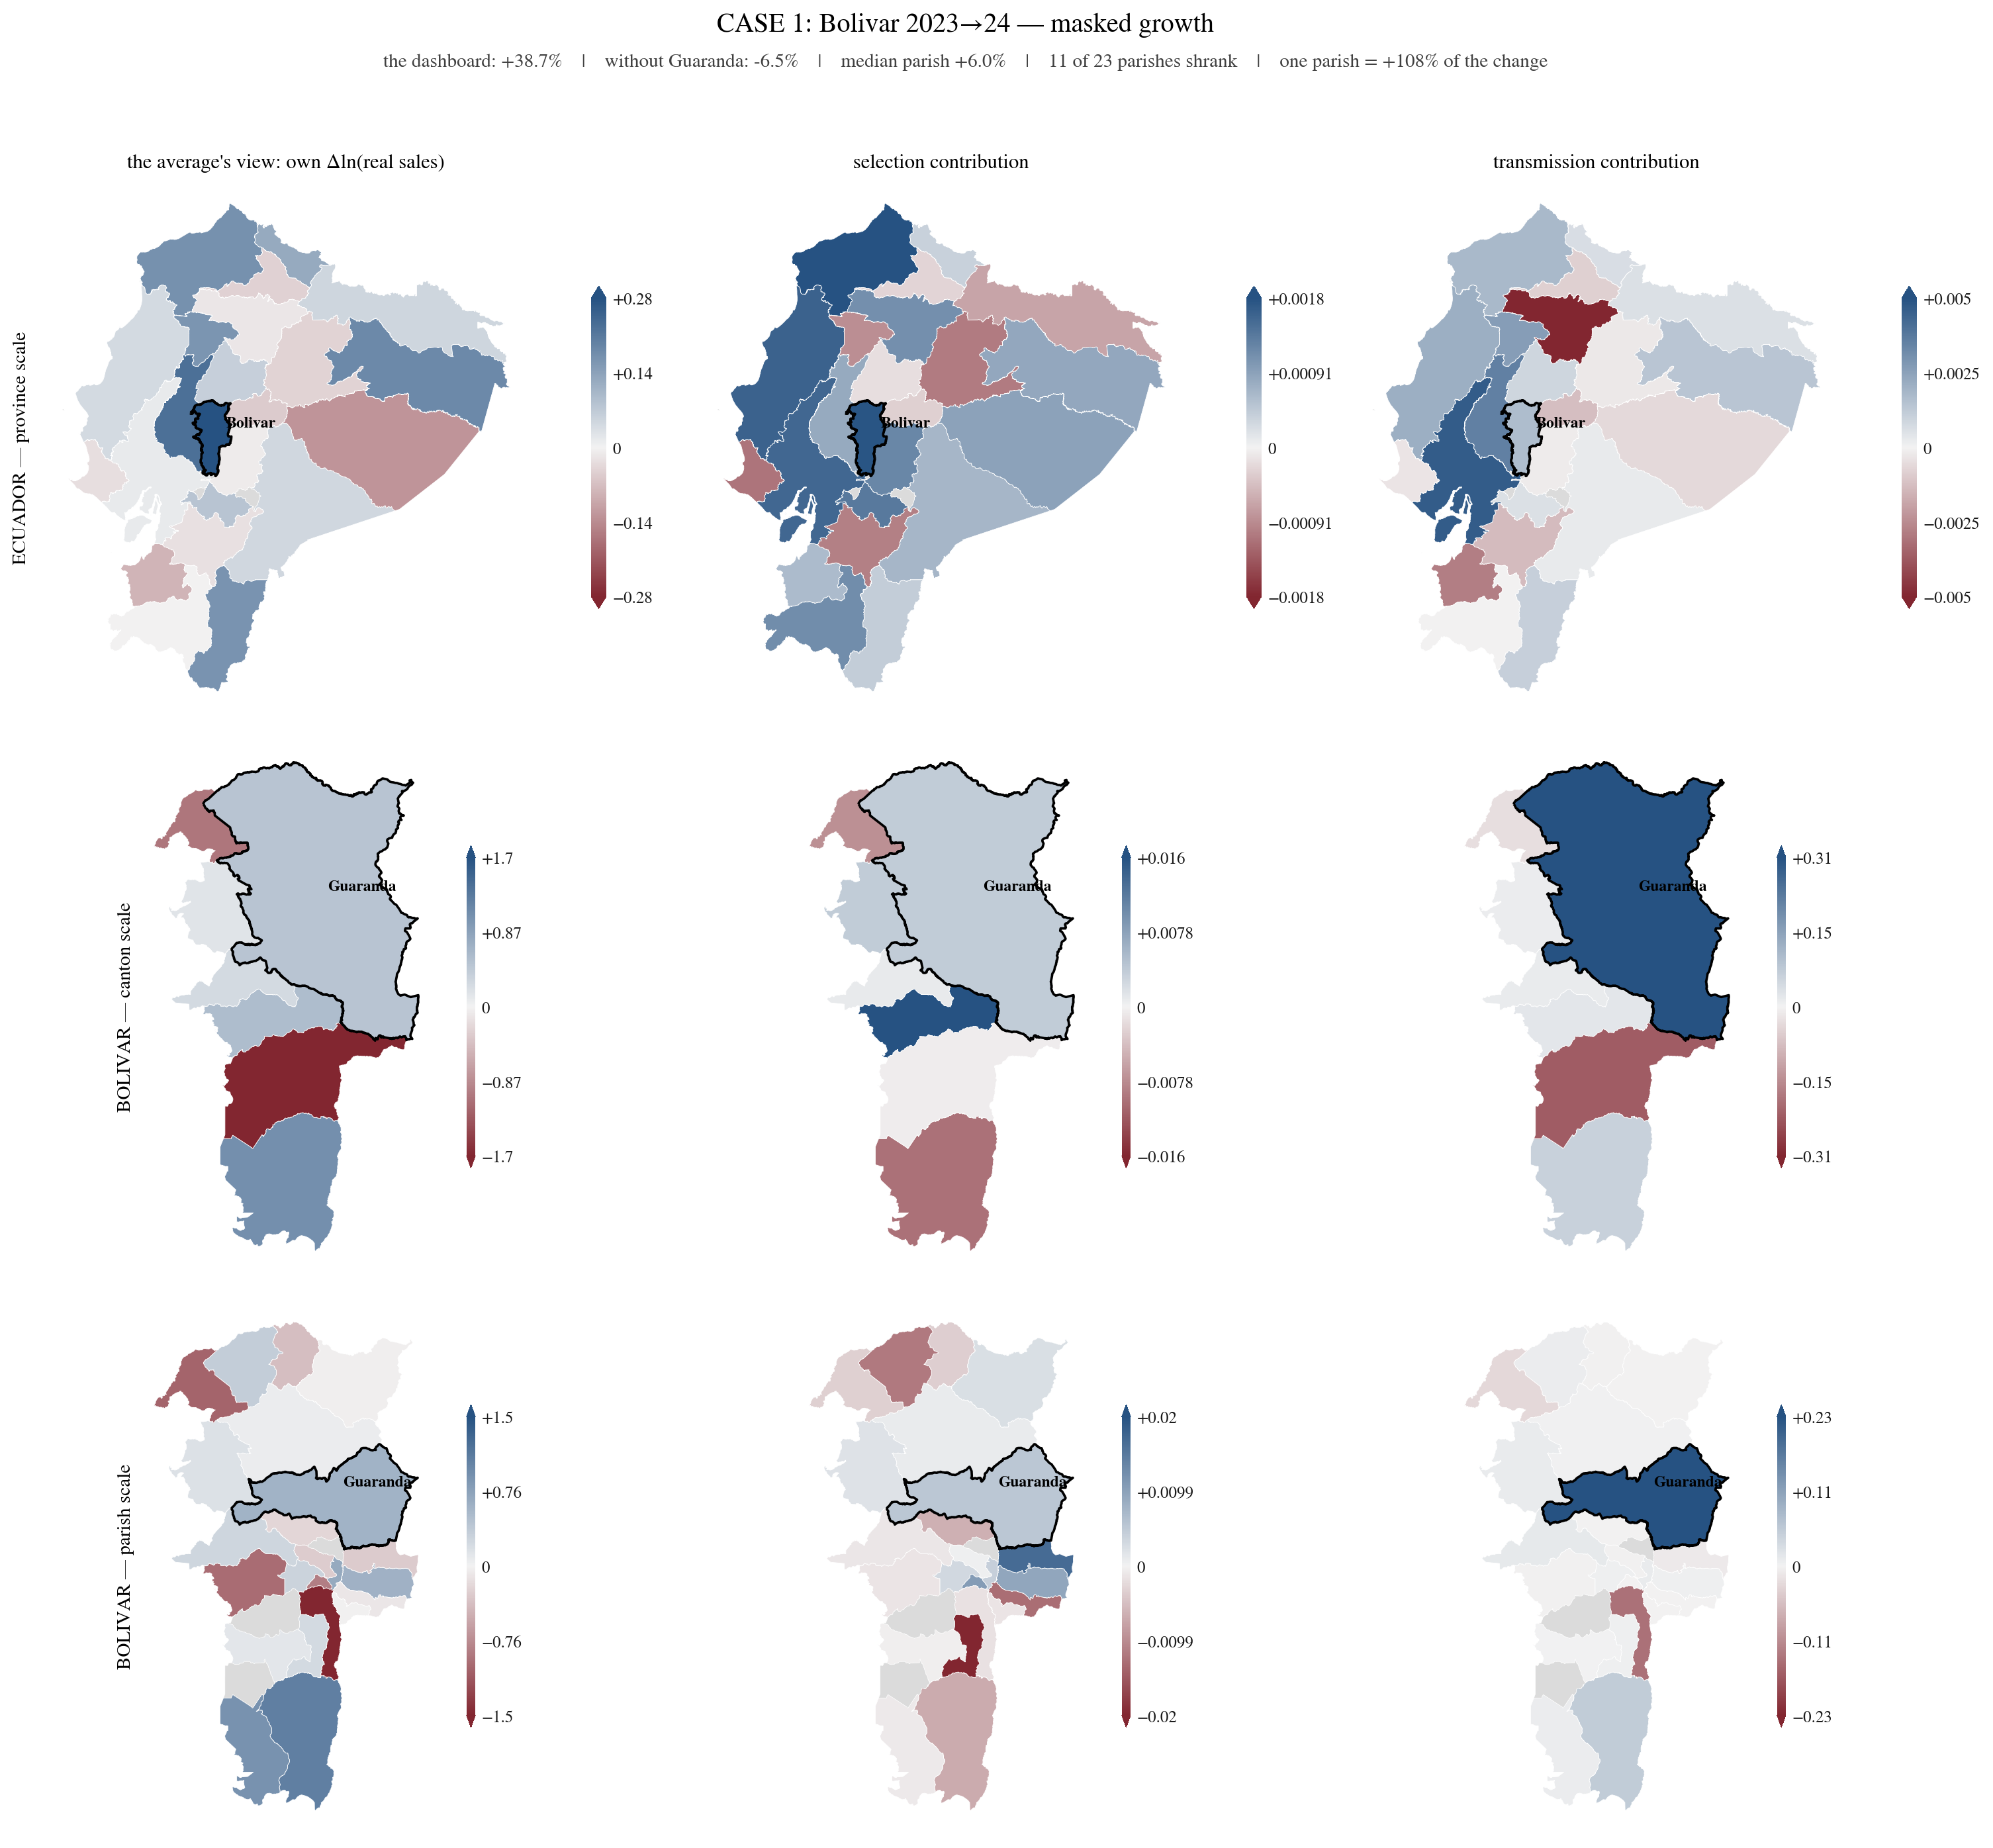 CASE 1: Bolivar 2023→24 — masked growth
the dashboard: +38.7% | without Guaranda: -6.5% | median parish +6.0% | 11 of 23 parishes shrank | one parish = +108% of the change
the average's view: own Δln(real sales)
selection contribution
transmission contribution
ECUADOR — province scale
Bolivar
+0.28
+0.14
0
−0.14
−0.28
Bolivar
+0.0018
+0.00091
0
−0.00091
−0.0018
Bolivar
+0.005
+0.0025
0
−0.0025
−0.005
BOLIVAR — canton scale
Guaranda
+1.7
+0.87
0
−0.87
−1.7
Guaranda
+0.016
+0.0078
0
−0.0078
−0.016
Guaranda
+0.31
+0.15
0
−0.15
−0.31
BOLIVAR — parish scale
Guaranda
+1.5
+0.76
0
−0.76
−1.5
Guaranda
+0.02
+0.0099
0
−0.0099
−0.02
Guaranda
+0.23
+0.11
0
−0.11
−0.23